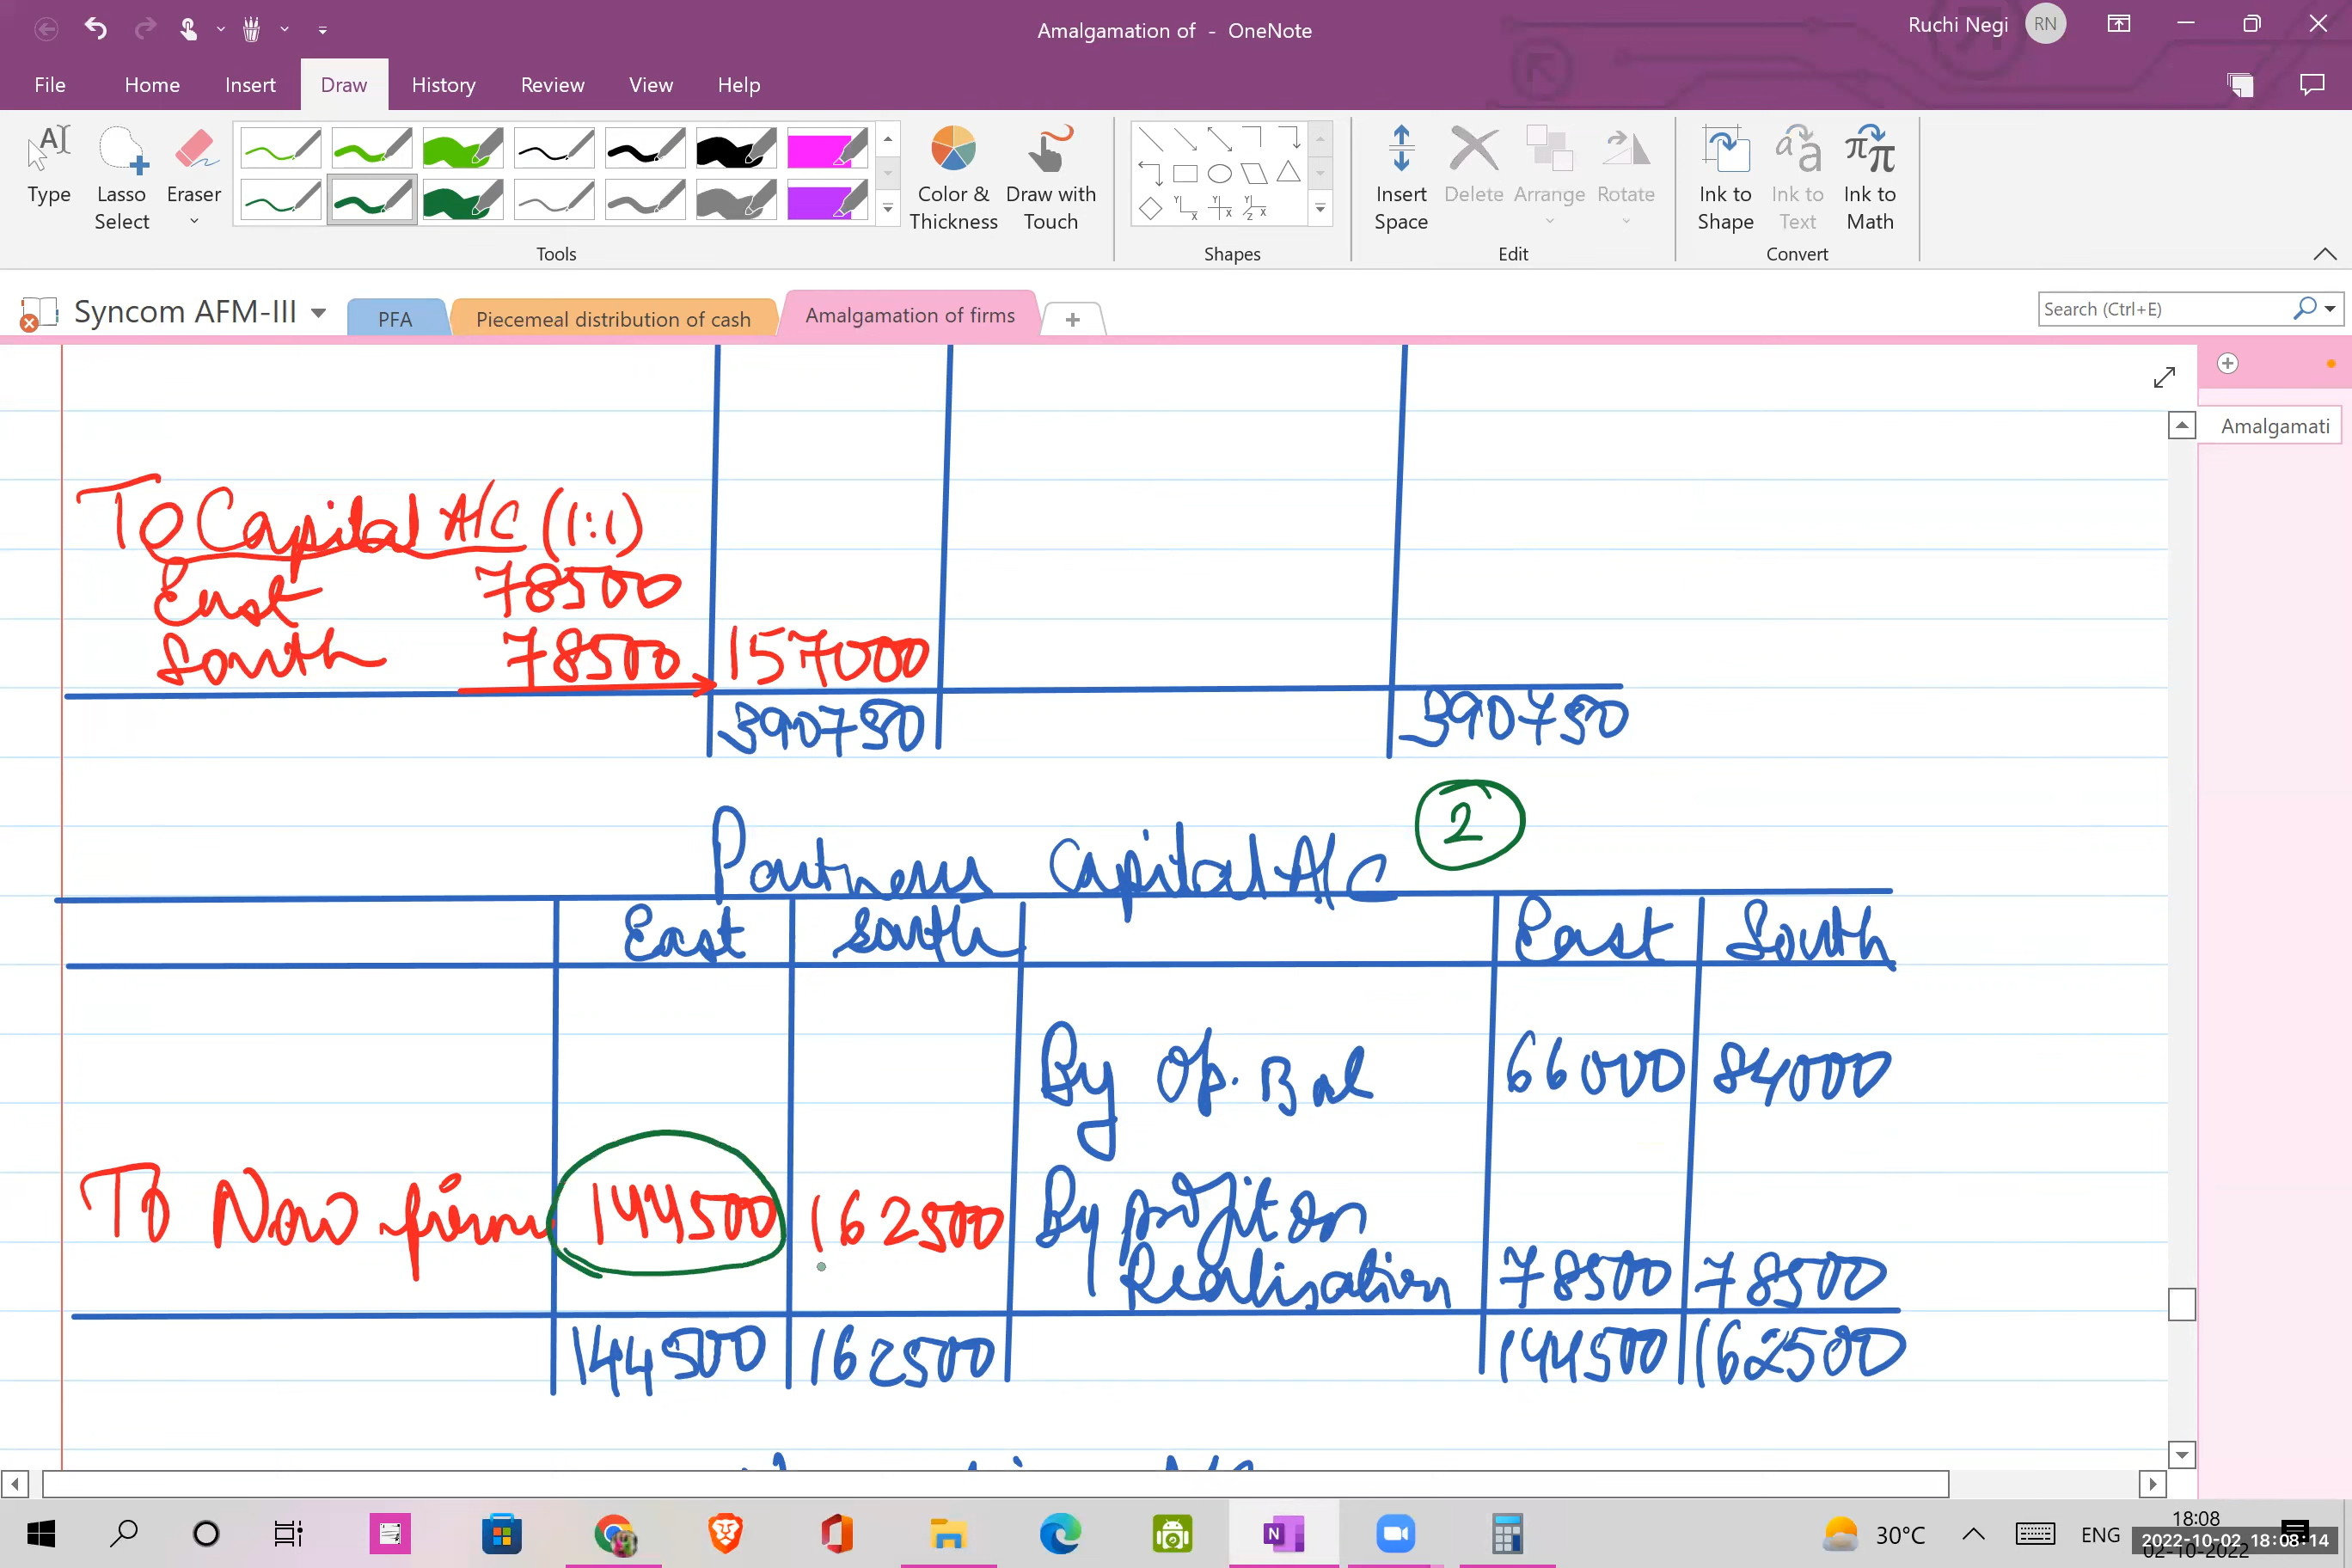 Amalgamation of - OneNote
Ruchi Negi RN
File Home Insert Draw History Review View Help
Type
Lasso Select
Eraser
Color & Thickness
Draw with Touch
Insert Space
Delete Arrange Rotate
Ink to Shape
Ink to Text
Ink to Math
Tools Shapes Edit Convert
Syncom AFM-III PFA Piecemeal distribution of cash Amalgamation of firms +
Search (Ctrl+E)
Amalgamati
To Capital A/C (1:1)
East 78500
South 78500 157000
390750 390750
2
Partners Capital A/C
East South East South
By Op. Bal 66000 84000
To New firm 144500 162500 By profit on
Realisation 78500 78500
144500 162500 144500 162500
30°C ENG 18:08
02-10-2022
2022-10-02 18:08:14